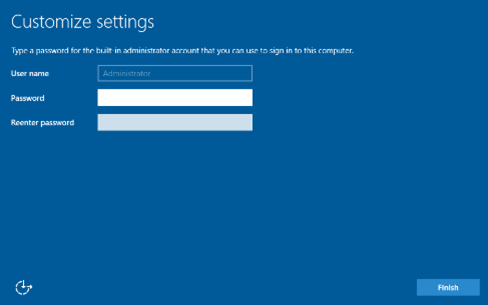 Customize settings
Type a password for the built-in administrator account that you can use to sign in to this computer.
User name
Administrator
Password
Reenter password
Finish